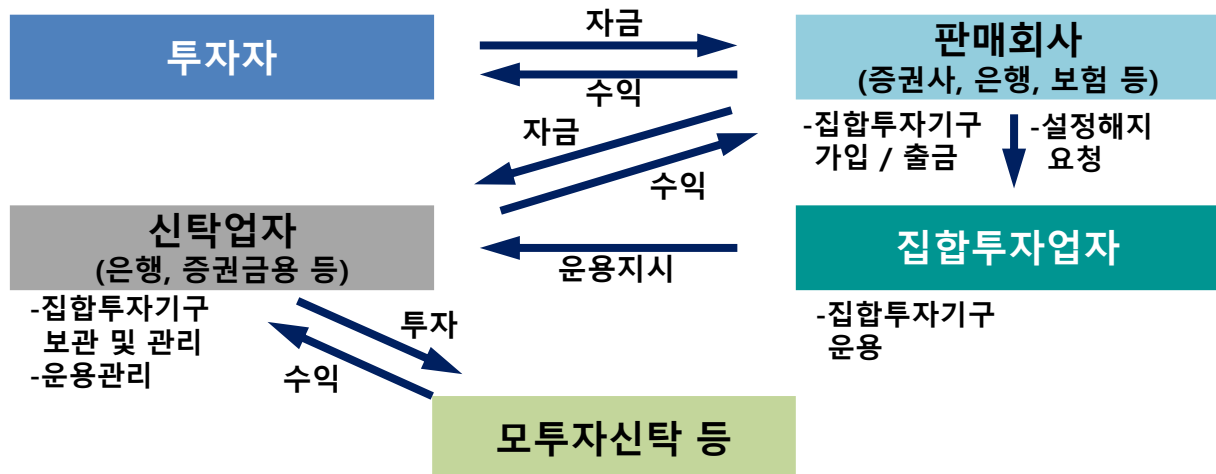 투자자
자금
수익
판매회사
(증권사, 은행, 보험 등)
-집합투자기구
가입 / 출금
-설정해지
요청
자금
수익
신탁업자
(은행, 증권금용 등)
-집합투자기구
보관 및 관리
-운용관리
운용지시
집합투자업자
-집합투자기구
운용
투자
수익
모투자신탁 등